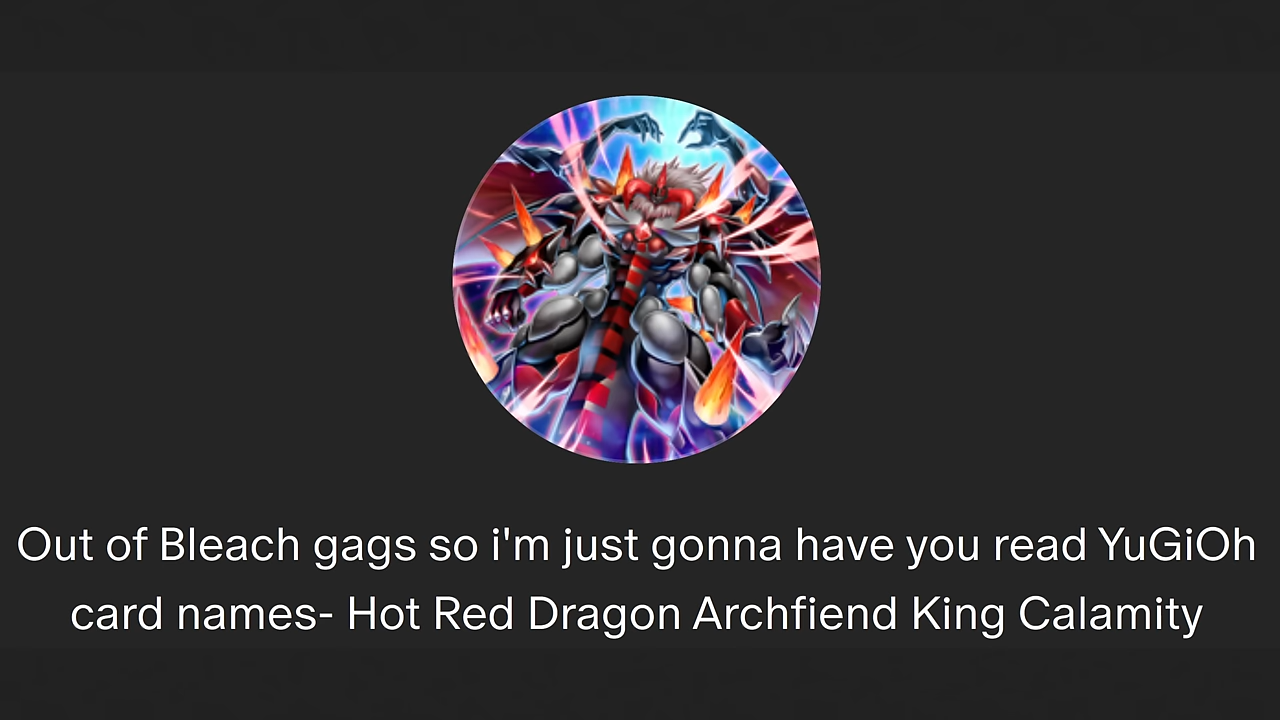 Out of Bleach gags so i'm just gonna have you read YuGiOh
card names- Hot Red Dragon Archfiend King Calamity